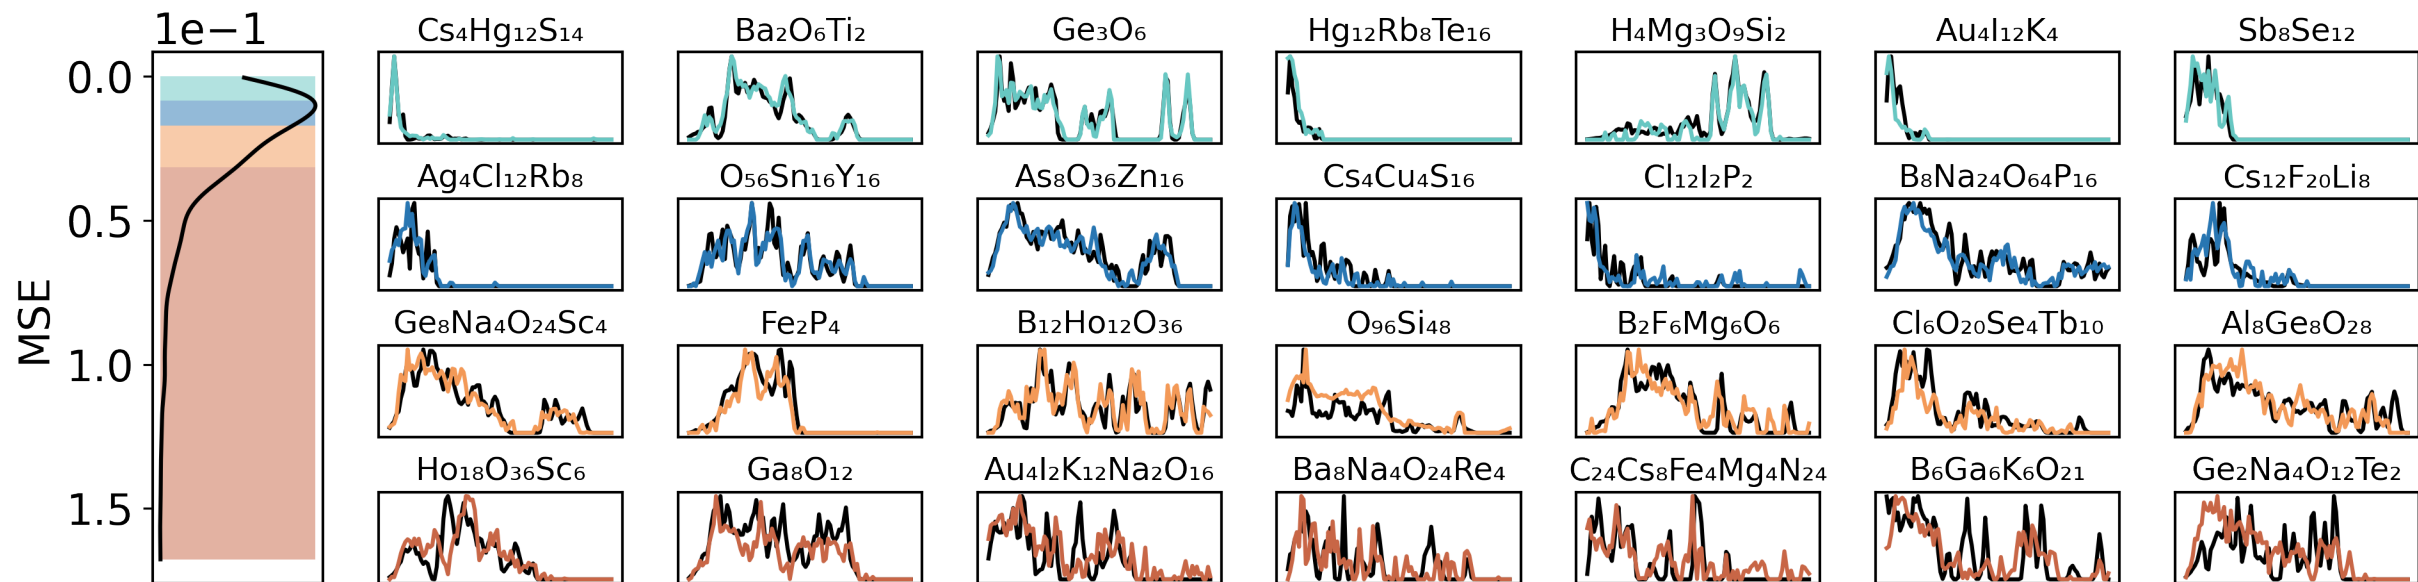 1e−1
MSE
0.0
0.5
1.0
1.5
Cs₄Hg₁₂S₁₄
Ba₂O₆Ti₂
Ge₃O₆
Hg₁₂Rb₈Te₁₆
H₄Mg₃O₉Si₂
Au₄I₁₂K₄
Sb₈Se₁₂
Ag₄Cl₁₂Rb₈
O₅₆Sn₁₆Y₁₆
As₈O₃₆Zn₁₆
Cs₄Cu₄S₁₆
Cl₁₂I₂P₂
B₈Na₂₄O₆₄P₁₆
Cs₁₂F₂₀Li₈
Ge₈Na₄O₂₄Sc₄
Fe₂P₄
B₁₂Ho₁₂O₃₆
O₉₆Si₄₈
B₂F₆Mg₆O₆
Cl₆O₂₀Se₄Tb₁₀
Al₈Ge₈O₂₈
Ho₁₈O₃₆Sc₆
Ga₈O₁₂
Au₄I₂K₁₂Na₂O₁₆
Ba₈Na₄O₂₄Re₄
C₂₄Cs₈Fe₄Mg₄N₂₄
B₆Ga₆K₆O₂₁
Ge₂Na₄O₁₂Te₂